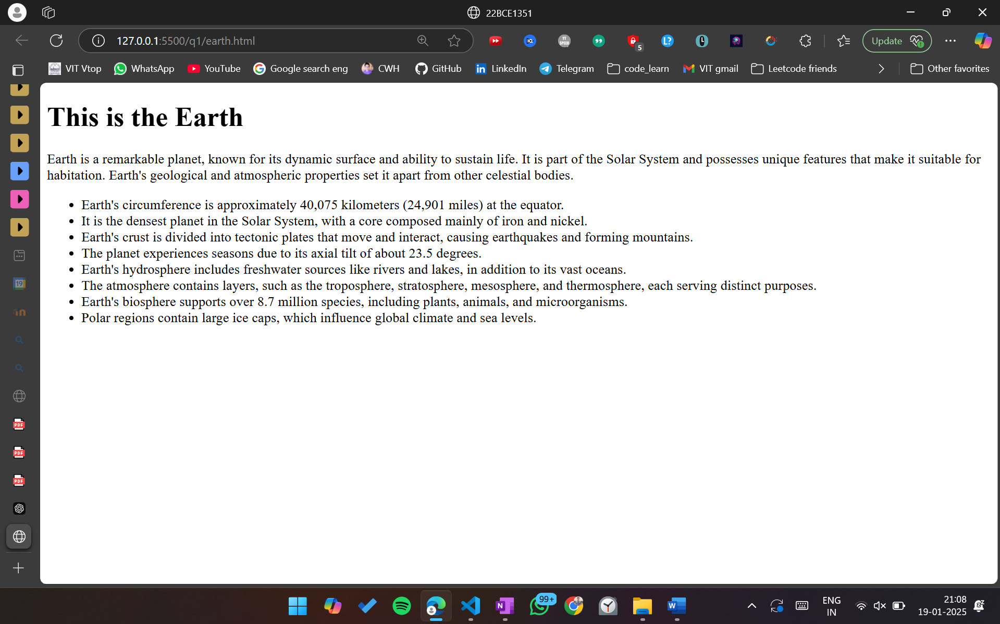 22BCE1351
127.0.0.1:5500/q1/earth.html
YT SPEED
5
Update
VIT Vtop WhatsApp YouTube Google search eng CWH GitHub LinkedIn Telegram code_learn VIT gmail Leetcode friends Other favorites
This is the Earth
Earth is a remarkable planet, known for its dynamic surface and ability to sustain life. It is part of the Solar System and possesses unique features that make it suitable for
habitation. Earth's geological and atmospheric properties set it apart from other celestial bodies.
Earth's circumference is approximately 40,075 kilometers (24,901 miles) at the equator.
It is the densest planet in the Solar System, with a core composed mainly of iron and nickel.
Earth's crust is divided into tectonic plates that move and interact, causing earthquakes and forming mountains.
The planet experiences seasons due to its axial tilt of about 23.5 degrees.
Earth's hydrosphere includes freshwater sources like rivers and lakes, in addition to its vast oceans.
The atmosphere contains layers, such as the troposphere, stratosphere, mesosphere, and thermosphere, each serving distinct purposes.
Earth's biosphere supports over 8.7 million species, including plants, animals, and microorganisms.
Polar regions contain large ice caps, which influence global climate and sea levels.
19
PDF
PDF
PDF
99+
ENG
IN
21:08
19-01-2025